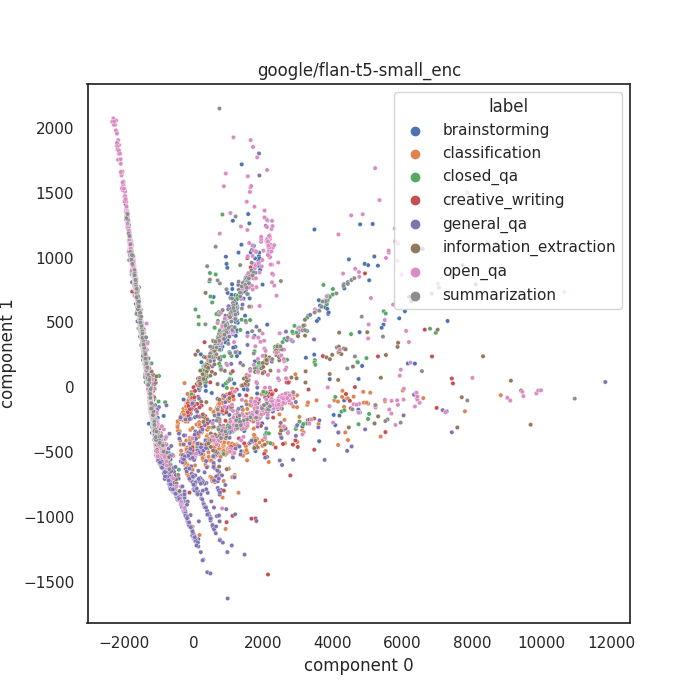 google/flan-t5-small_enc
label
brainstorming
classification
closed_qa
creative_writing
general_qa
information_extraction
open_qa
summarization
2000
1500
1000
500
0
−500
−1000
−1500
component 1
−2000
0
2000
4000
6000
8000
10000
12000
component 0